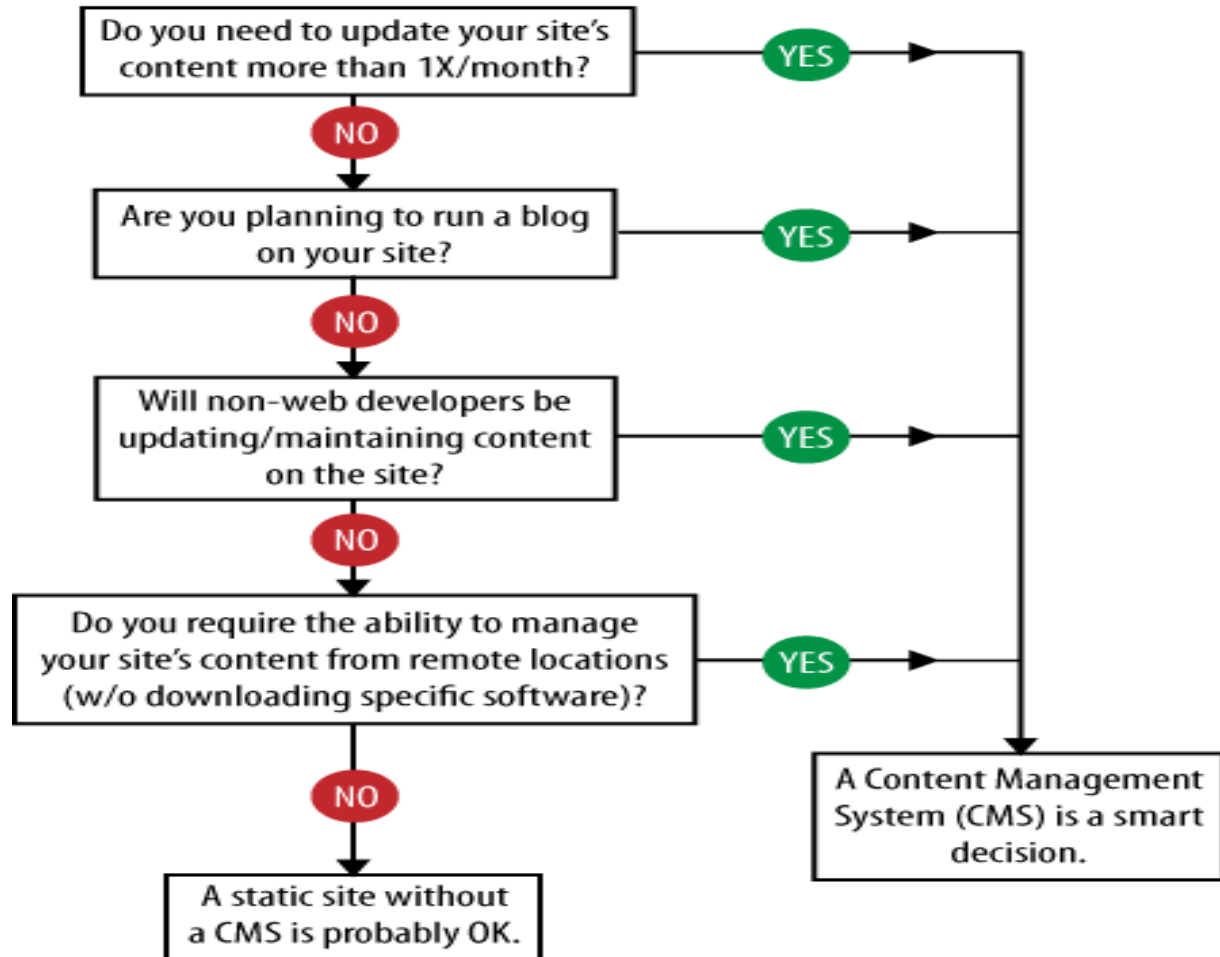 Do you need to update your site's
content more than 1X/month?
YES
NO
Are you planning to run a blog
on your site?
YES
NO
Will non-web developers be
updating/maintaining content
on the site?
YES
NO
Do you require the ability to manage
your site's content from remote locations
(w/o downloading specific software)?
YES
NO
A Content Management
System (CMS) is a smart
decision.
A static site without
a CMS is probably OK.